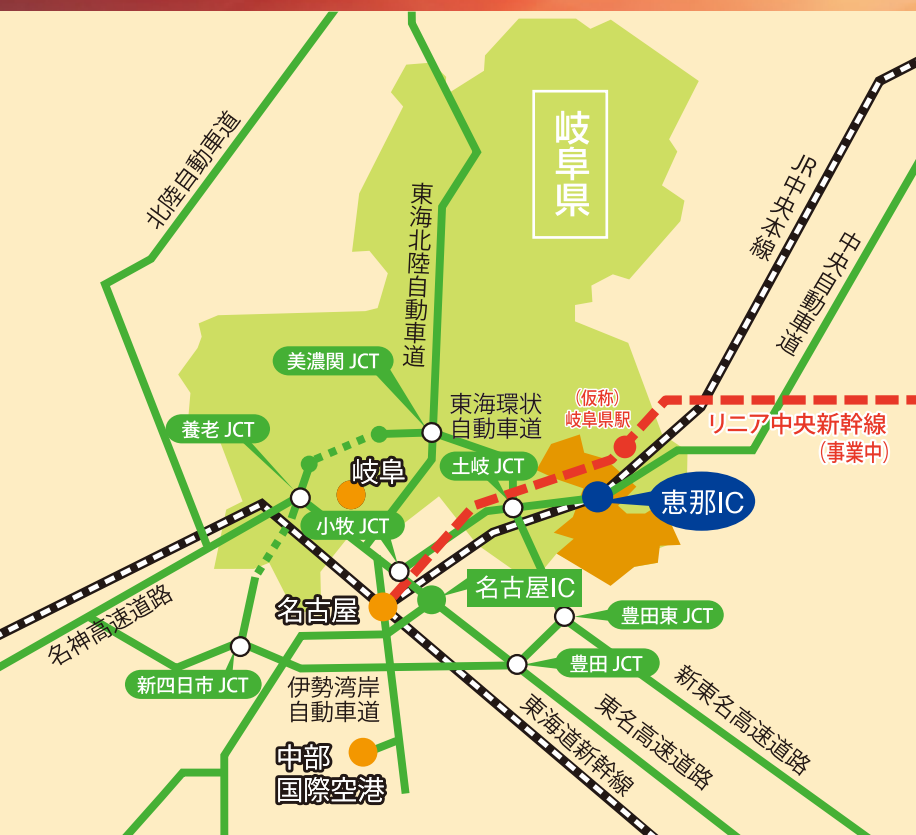 岐阜県
北陸自動車道
東海北陸自動車道
JR中央本線
中央自動車道
美濃関 JCT
東海環状
自動車道
(仮称)
岐阜県駅
リニア中央新幹線
(事業中)
養老 JCT
岐阜
土岐 JCT
恵那IC
小牧 JCT
名古屋IC
名古屋
豊田東 JCT
名神高速道路
豊田 JCT
新四日市 JCT
伊勢湾岸
自動車道
新東名高速道路
東名高速道路
東海道新幹線
中部
国際空港